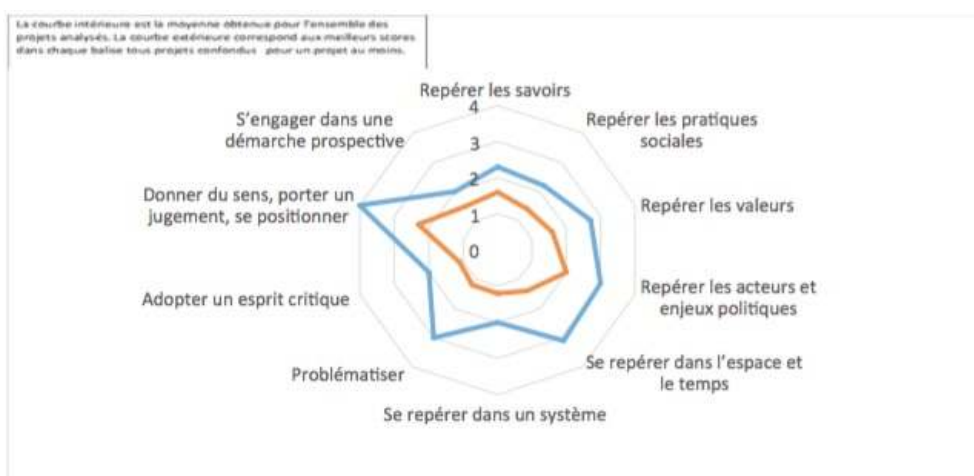 La courbe intérieure est la moyenne obtenue pour l'ensemble des
projets analysés. La courbe extérieure correspond aux meilleurs scores
dans chaque balise tous projets confondus pour un projet au moins.
Repérer les savoirs
4
3
2
1
0
Repérer les pratiques
sociales
Repérer les valeurs
Repérer les acteurs et
enjeux politiques
Se repérer dans l'espace et
le temps
Se repérer dans un système
Problématiser
Adopter un esprit critique
Donner du sens, porter un
jugement, se positionner
S'engager dans une
démarche prospective